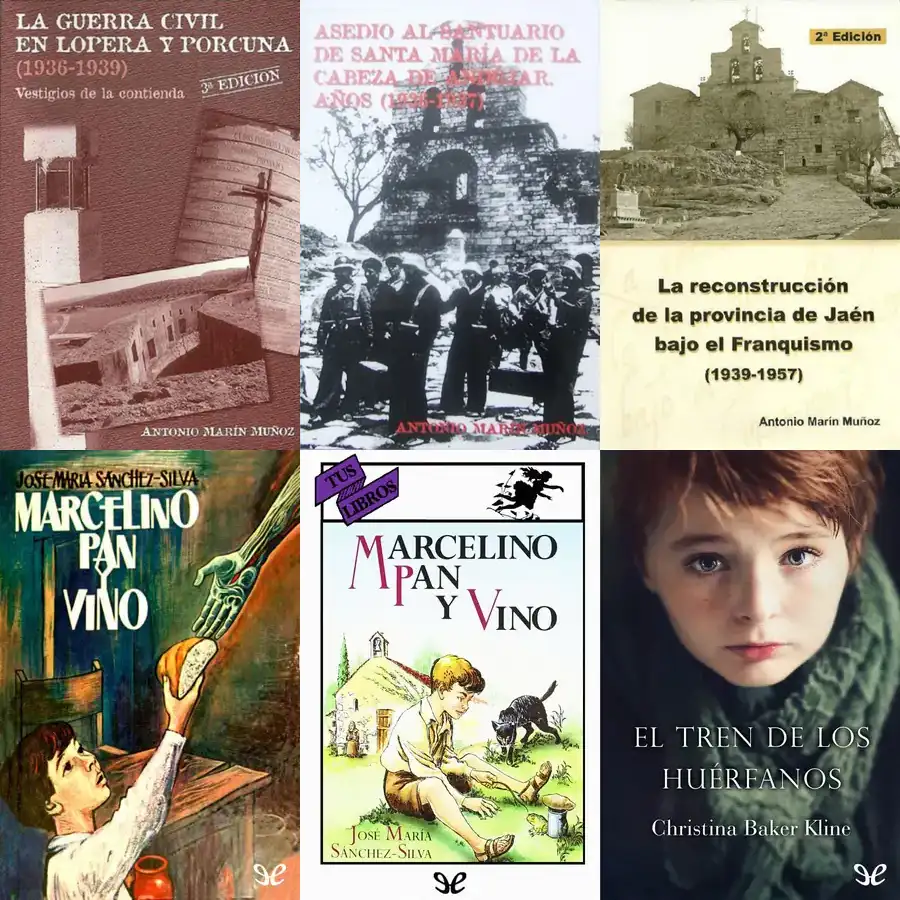 LA GUERRA CIVIL
EN LOPERA Y PORCUNA
(1936-1939)
3ª EDICION
Vestigios de la contienda
ANTONIO MARÍN MUÑOZ
ASEDIO AL SANTUARIO
DE SANTA MARÍA DE LA
CABEZA DE ANDÚJAR.
AÑOS (1936-1937)
ANTONIO MARÍN MUÑOZ
2ª Edición
La reconstrucción
de la provincia de Jaén
bajo el Franquismo
(1939-1957)
Antonio Marín Muñoz
JOSE-MARIA SANCHEZ-SILVA
MARCELINO
PAN
Y
VINO
TUS
LIBROS
MARCELINO
PAN
Y VINO
JOSÉ MARÍA
SÁNCHEZ-SILVA
EL TREN DE LOS
HUÉRFANOS
Christina Baker Kline